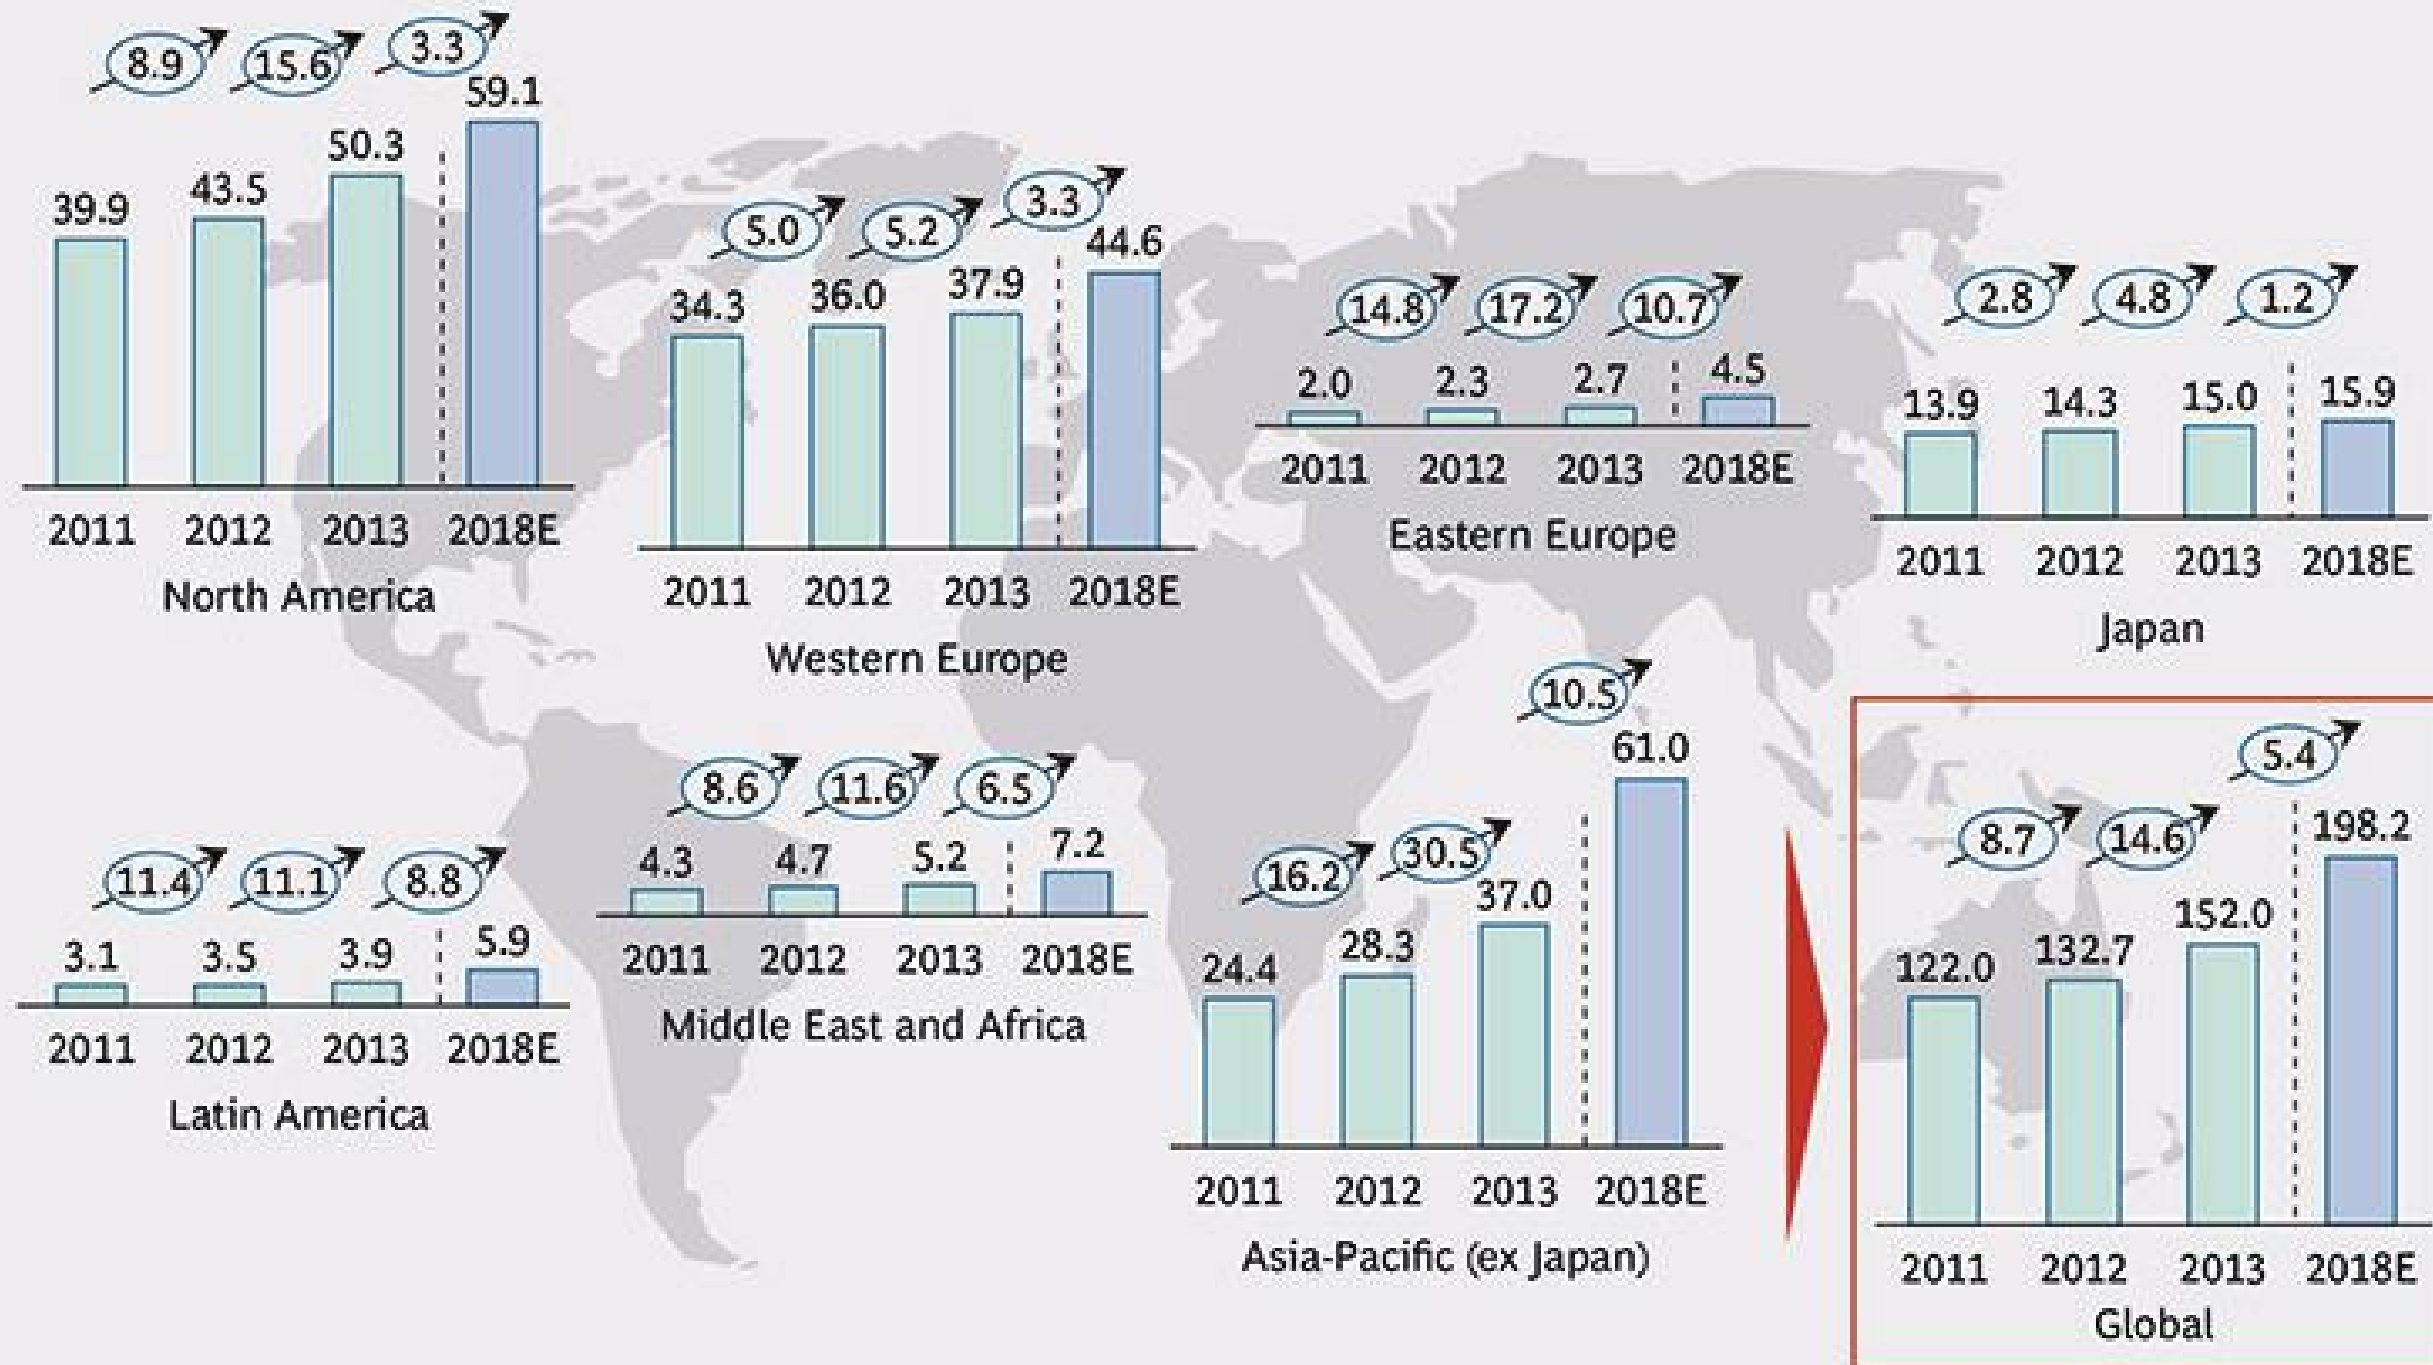 8.9 15.6 3.3
39.9 43.5 50.3 59.1
2011 2012 2013 2018E
North America
5.0 5.2 3.3
34.3 36.0 37.9 44.6
2011 2012 2013 2018E
Western Europe
14.8 17.2 10.7
2.0 2.3 2.7 4.5
2011 2012 2013 2018E
Eastern Europe
2.8 4.8 1.2
13.9 14.3 15.0 15.9
2011 2012 2013 2018E
Japan
11.4 11.1 8.8
3.1 3.5 3.9 5.9
2011 2012 2013 2018E
Latin America
8.6 11.6 6.5
4.3 4.7 5.2 7.2
2011 2012 2013 2018E
Middle East and Africa
16.2 30.5 10.5
24.4 28.3 37.0 61.0
2011 2012 2013 2018E
Asia-Pacific (ex Japan)
8.7 14.6 5.4
122.0 132.7 152.0 198.2
2011 2012 2013 2018E
Global